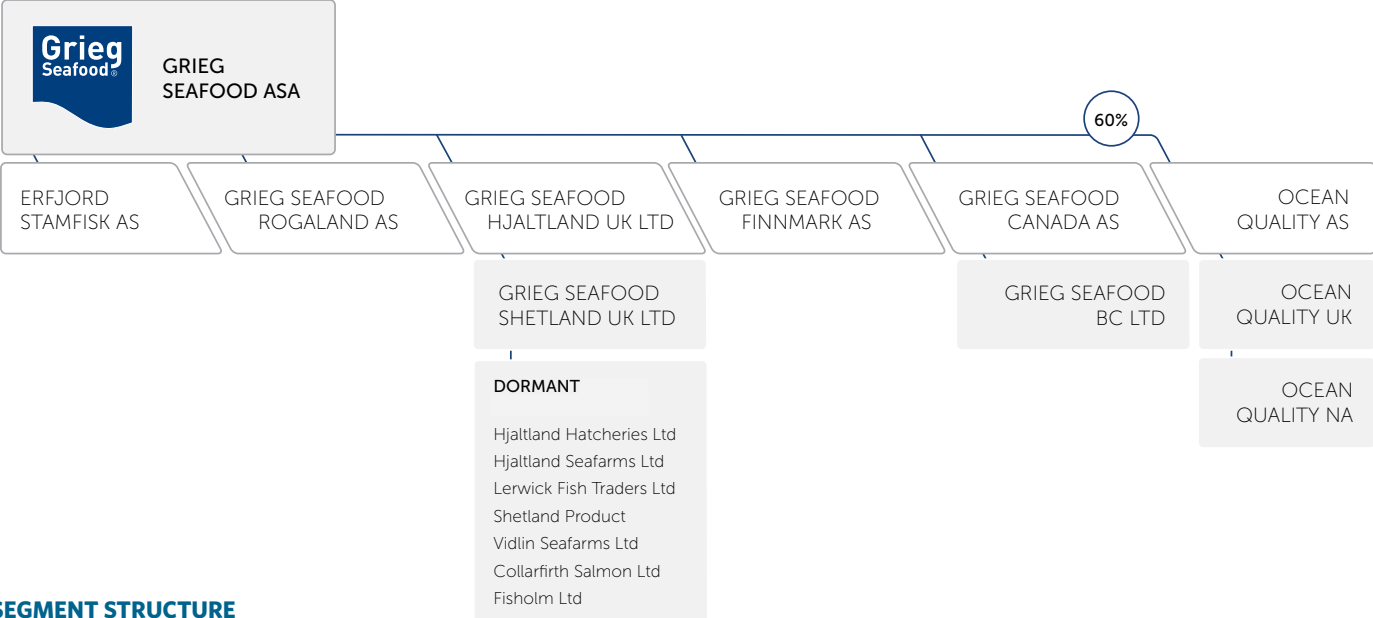 Grieg
Seafood®
GRIEG
SEAFOOD ASA
60%
ERFJORD
STAMFISK AS
GRIEG SEAFOOD
ROGALAND AS
GRIEG SEAFOOD
HJALTLAND UK LTD
GRIEG SEAFOOD
FINNMARK AS
GRIEG SEAFOOD
CANADA AS
OCEAN
QUALITY AS
GRIEG SEAFOOD
SHETLAND UK LTD
GRIEG SEAFOOD
BC LTD
OCEAN
QUALITY UK
OCEAN
QUALITY NA
DORMANT
Hjaltland Hatcheries Ltd
Hjaltland Seafarms Ltd
Lerwick Fish Traders Ltd
Shetland Product
Vidlin Seafarms Ltd
Collarfirth Salmon Ltd
Fisholm Ltd
SEGMENT STRUCTURE